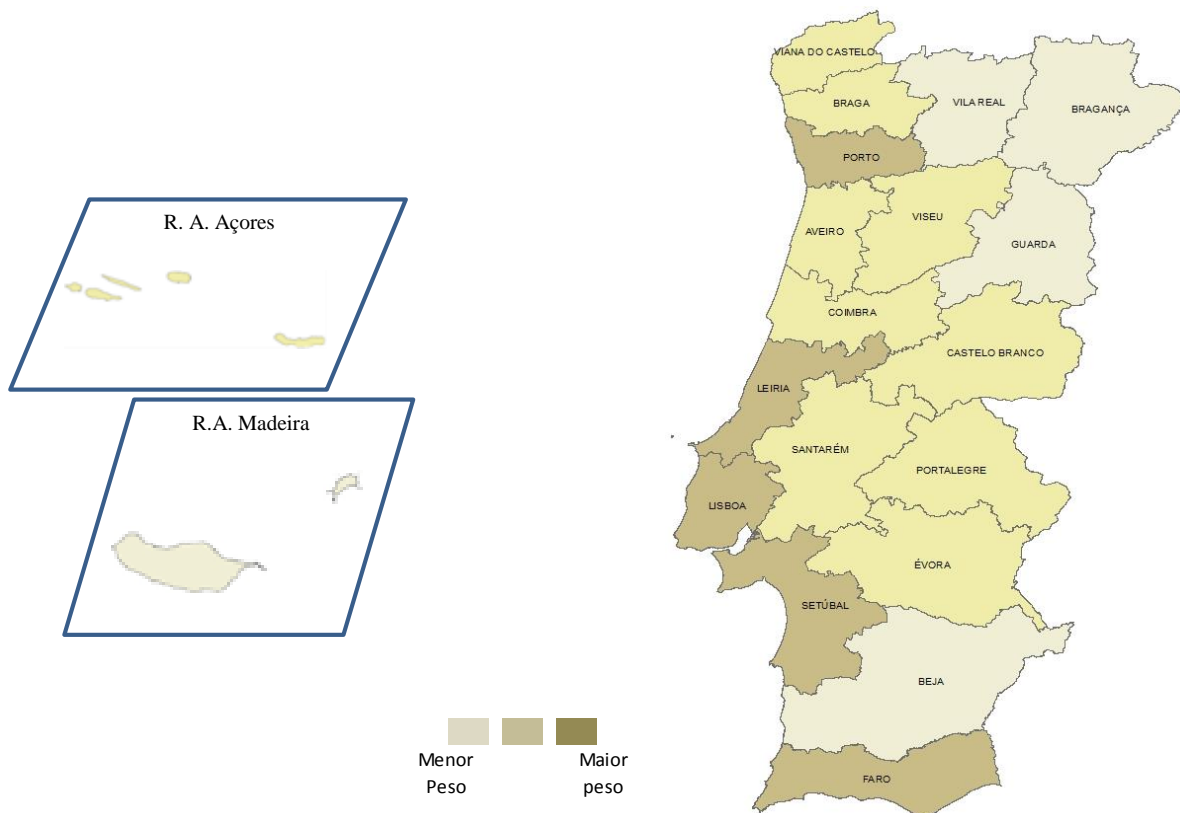 VIANA DO CASTELO
BRAGA
VILA REAL
BRAGANÇA
PORTO
R. A. Açores
VISEU
AVEIRO
GUARDA
COIMBRA
CASTELO BRANCO
LEIRIA
R.A. Madeira
SANTARÉM
PORTALEGRE
LISBOA
ÉVORA
SETÚBAL
BEJA
Menor
Peso
Maior
peso
FARO